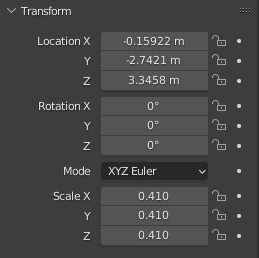 Transform
Location X -0.15922 m
Y -2.7421 m
Z 3.3458 m
Rotation X 0°
Y 0°
Z 0°
Mode XYZ Euler
Scale X 0.410
Y 0.410
Z 0.410